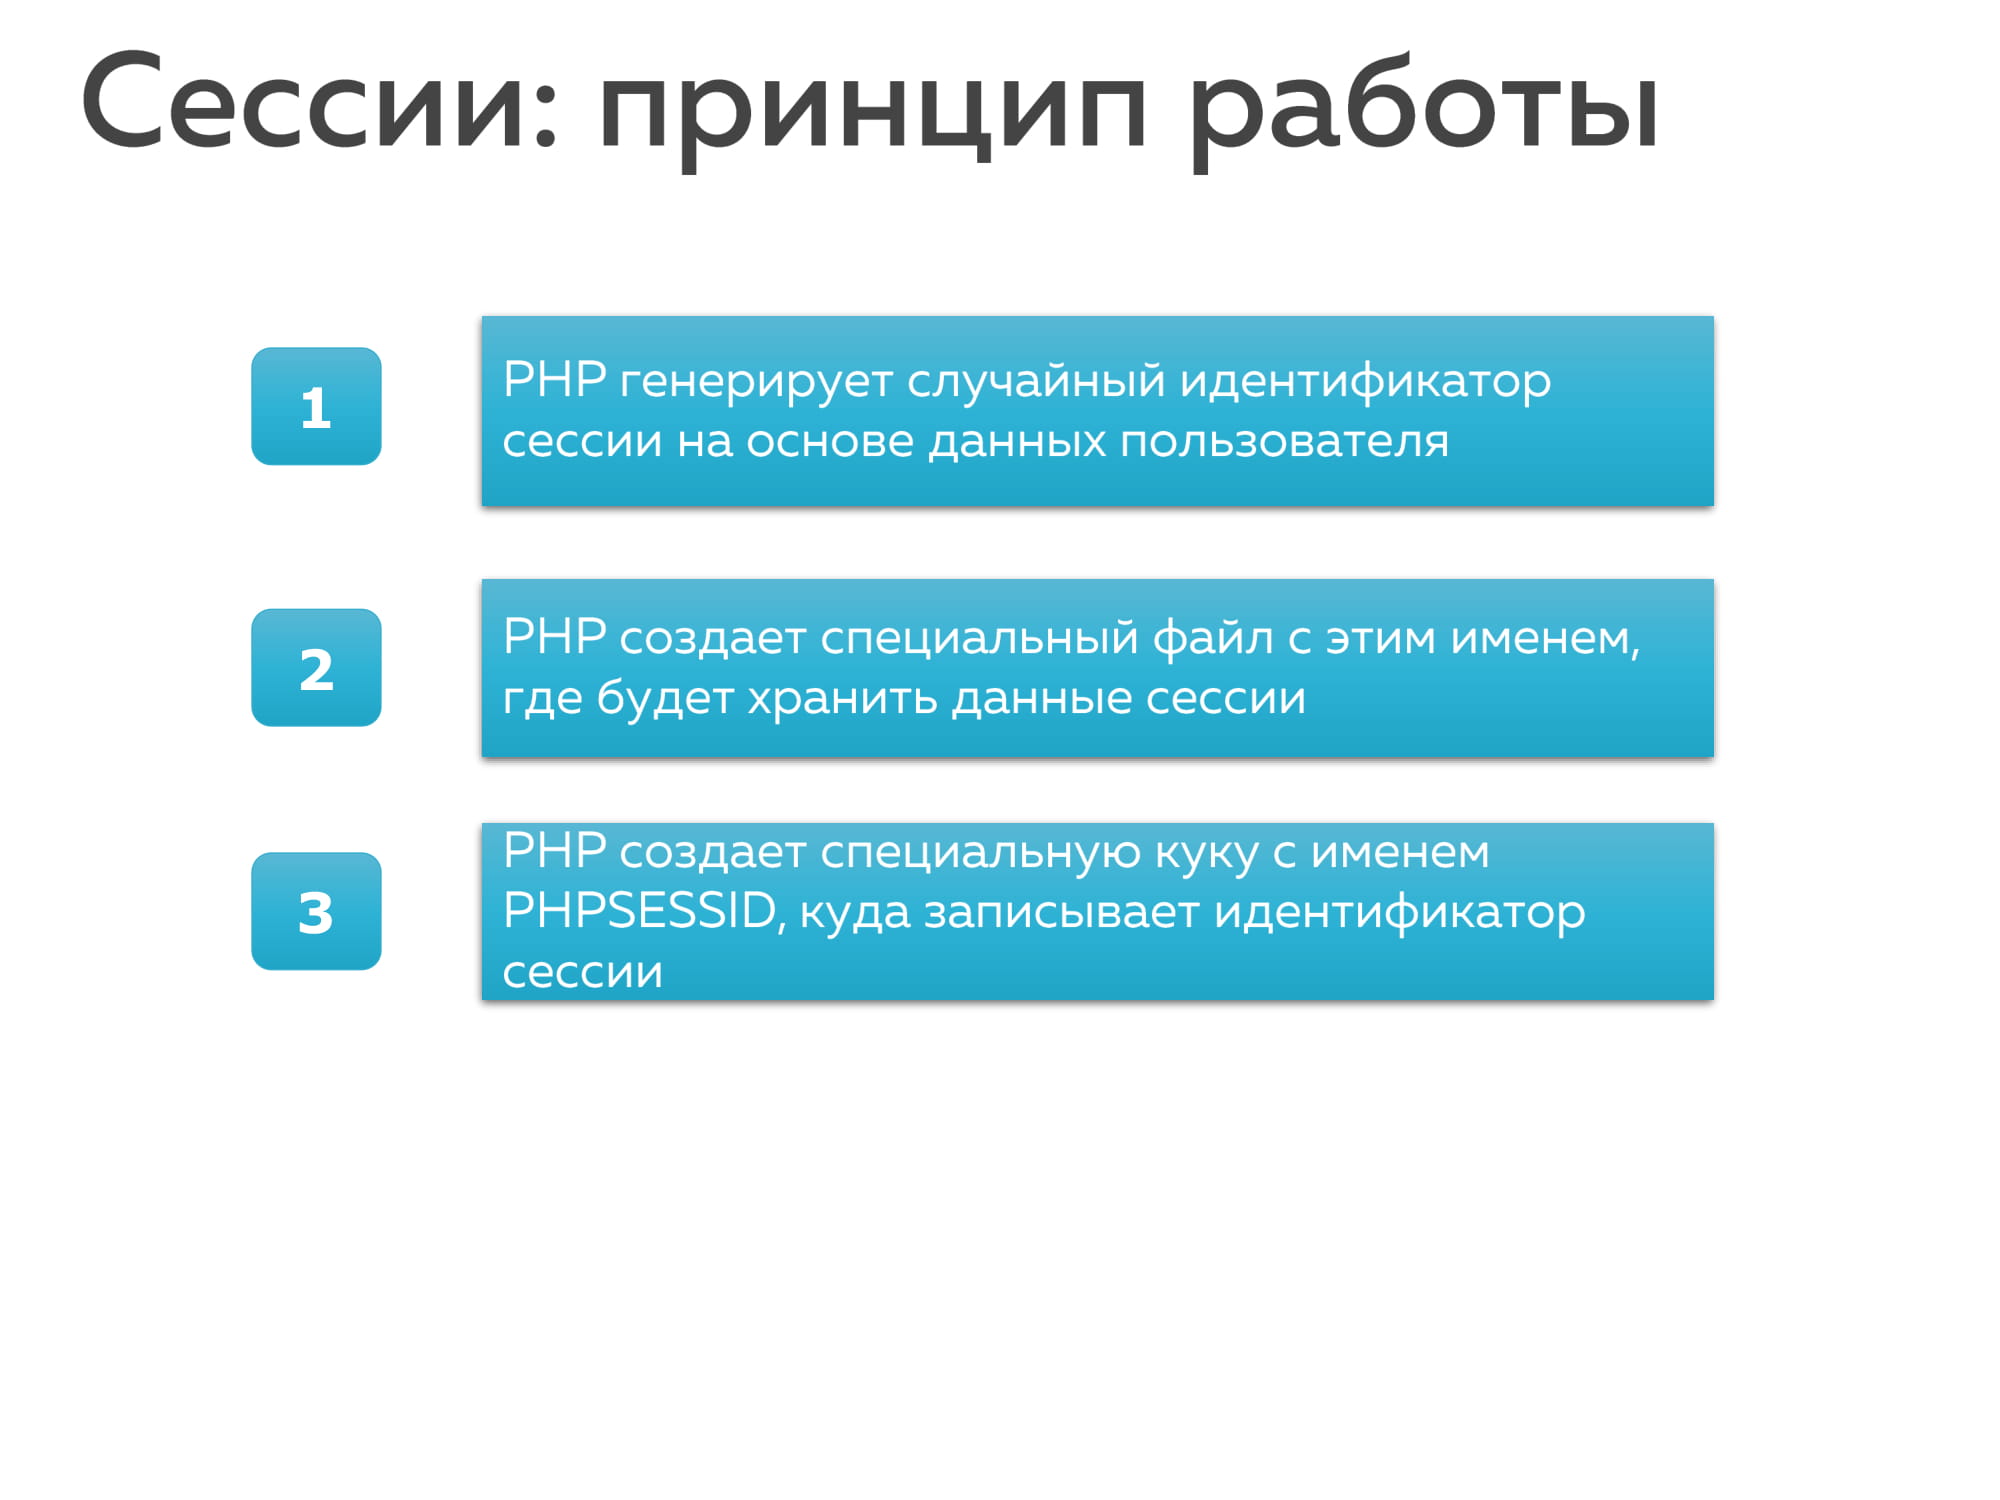 Сессии: принцип работы
1
PHP генерирует случайный идентификатор
сессии на основе данных пользователя
2
PHP создает специальный файл с этим именем,
где будет хранить данные сессии
3
PHP создает специальную куку с именем
PHPSESSID, куда записывает идентификатор
сессии